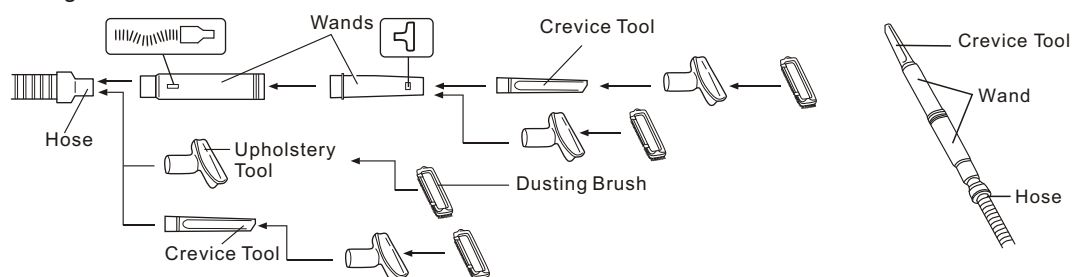 Wands
Crevice Tool
Crevice Tool
Wand
Hose
Upholstery
Tool
Dusting Brush
Hose
Crevice Tool